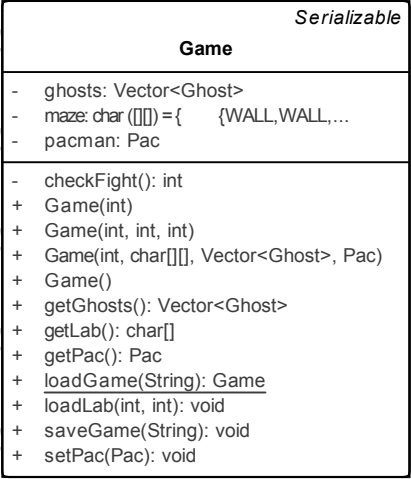 Serializable
Game
- ghosts: Vector<Ghost>
- maze: char ([][]) = { {WALL,WALL,...
- pacman: Pac
- checkFight(): int
+ Game(int)
+ Game(int, int, int)
+ Game(int, char[][], Vector<Ghost>, Pac)
+ Game()
+ getGhosts(): Vector<Ghost>
+ getLab(): char[]
+ getPac(): Pac
+ loadGame(String): Game
+ loadLab(int, int): void
+ saveGame(String): void
+ setPac(Pac): void